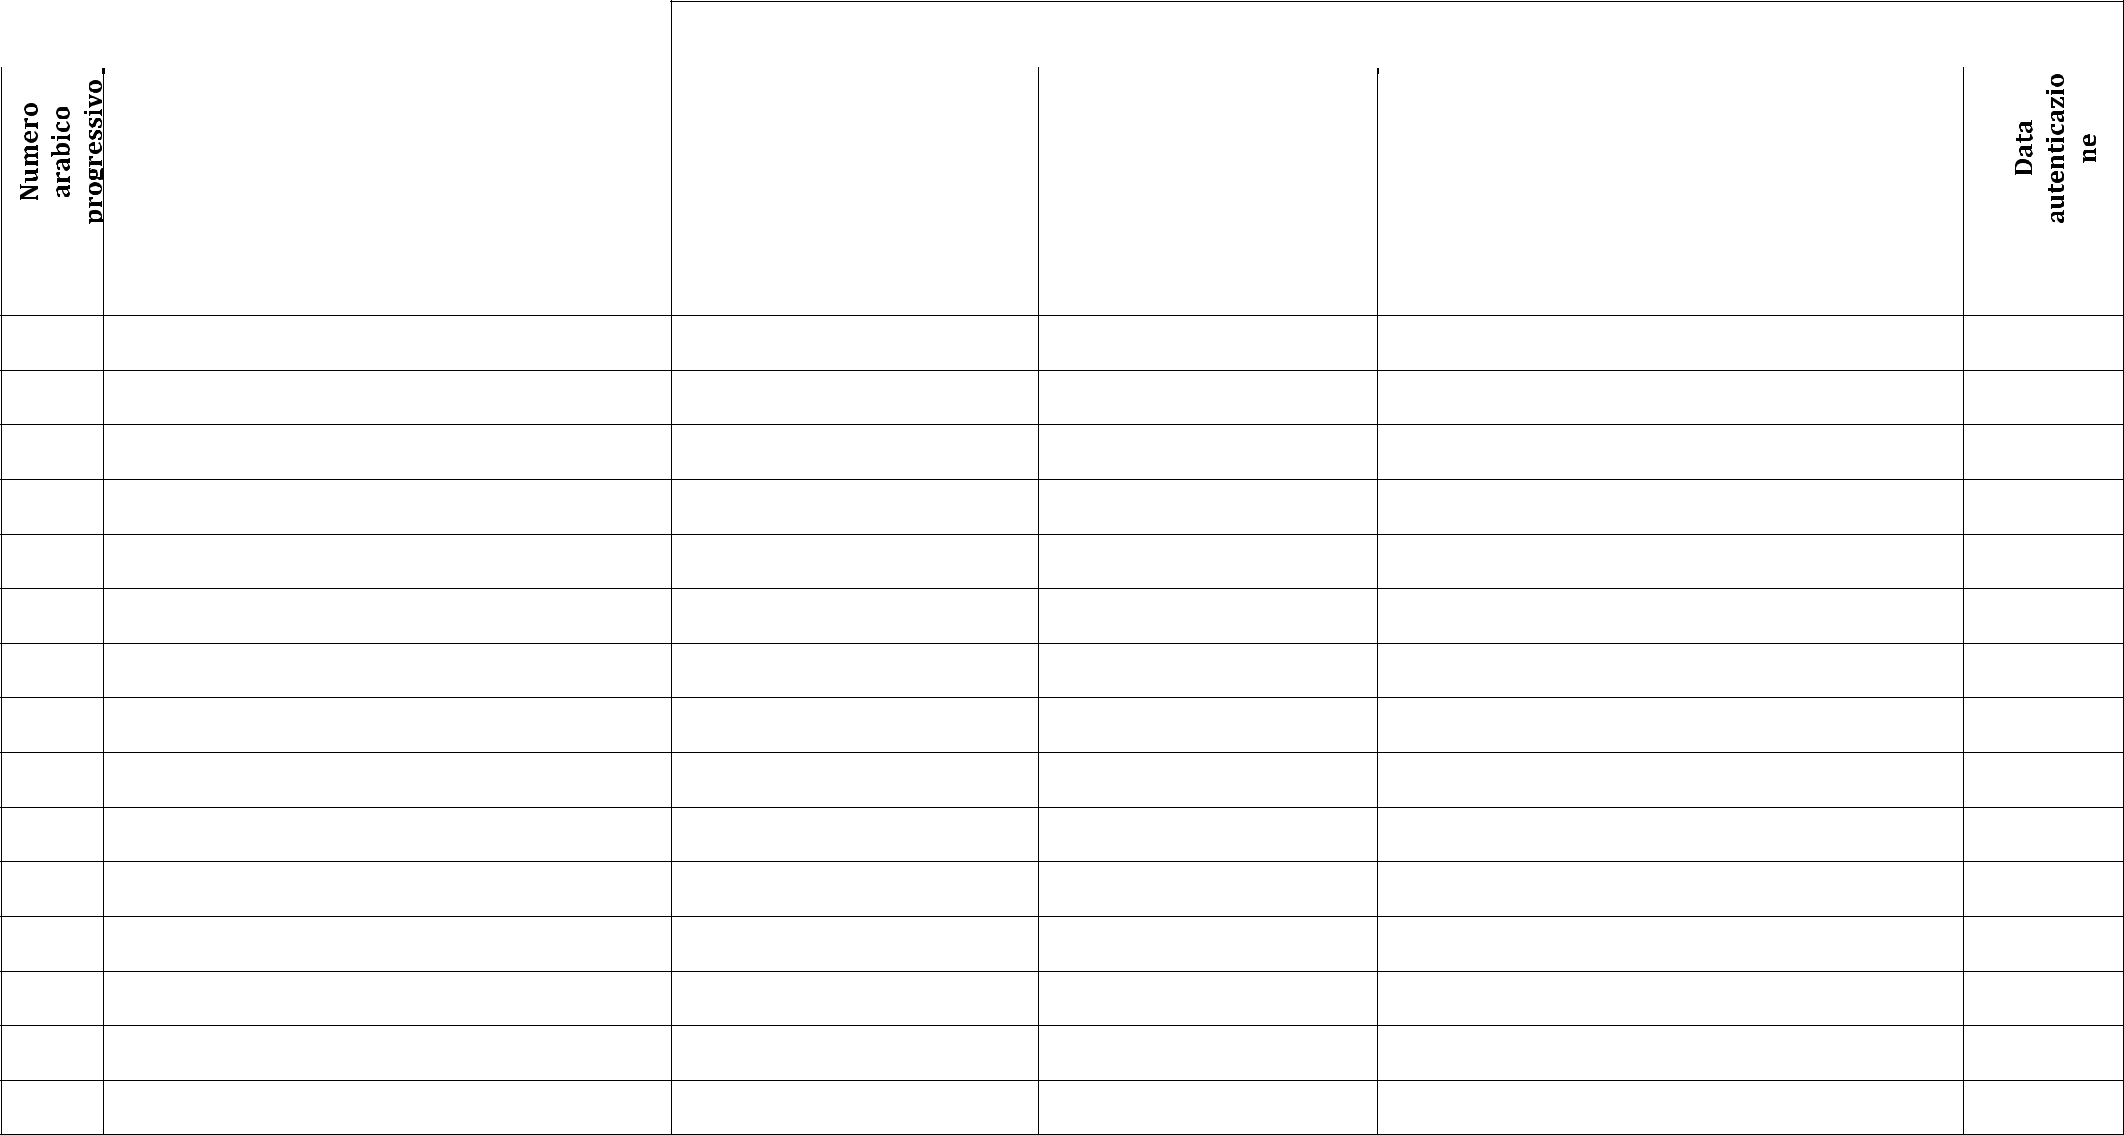 Numero
arabico
progressivo
Data
autenticazio
ne